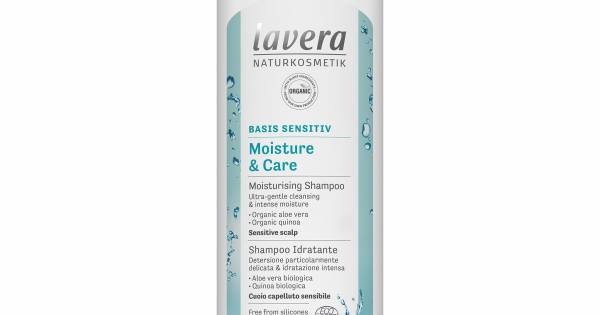 lavera
NATURKOSMETIK
ORGANIC
BASIS SENSITIV
Moisture
& Care
Moisturising Shampoo
Ultra-gentle cleansing
& intense moisture
• Organic aloe vera
• Organic quinoa
Sensitive scalp
Shampoo Idratante
Detersione particolarmente
delicata & idratazione intensa
• Aloe vera biologica
• Quinoa biologica
Cuoio capelluto sensibile
Free from silicones
ECO